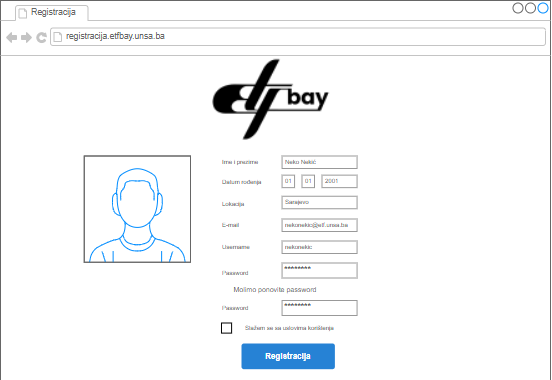 Registracija
registracija.etfbay.unsa.ba
etf bay
Ime i prezime Neko Nekić
Datum rođenja 01 01 2001
Lokacija Sarajevo
E-mail nekonekic@etf.unsa.ba
Username nekonekic
Password ********
Molimo ponovite password
Password ********
Slažem se sa uslovima korištenja
Registracija